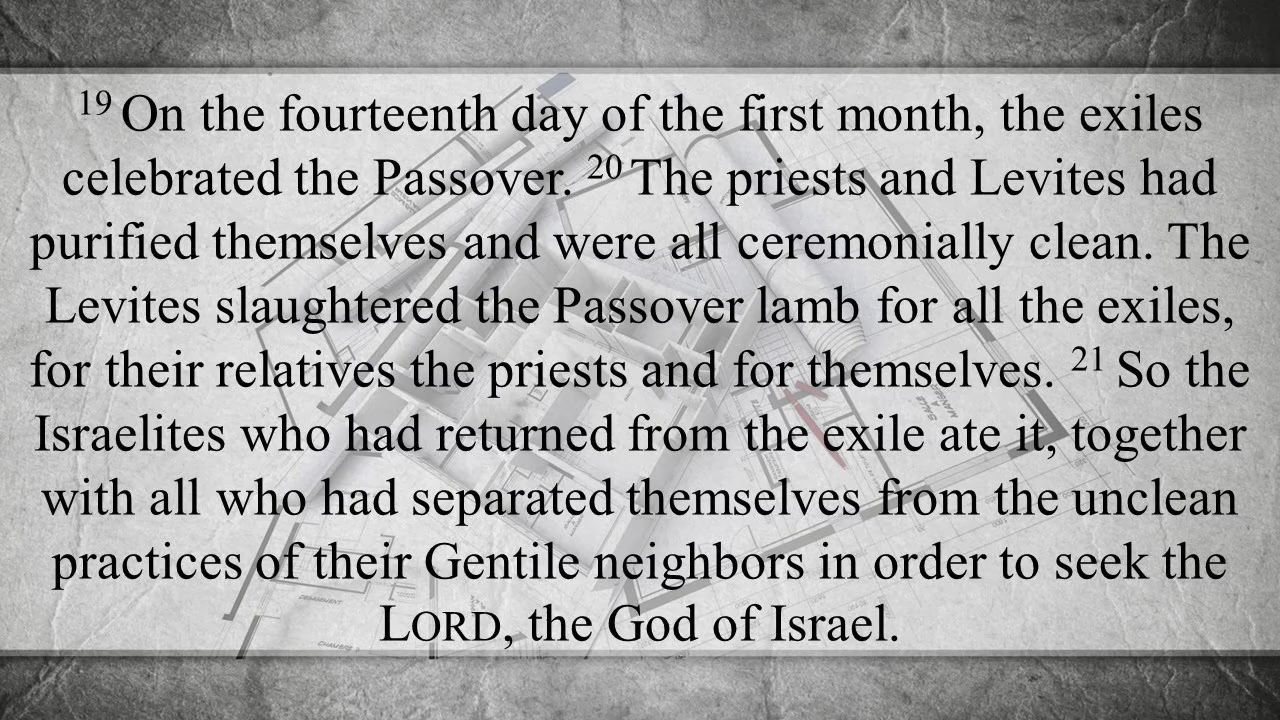 19 On the fourteenth day of the first month, the exiles
celebrated the Passover. 20 The priests and Levites had
purified themselves and were all ceremonially clean. The
Levites slaughtered the Passover lamb for all the exiles,
for their relatives the priests and for themselves. 21 So the
Israelites who had returned from the exile ate it, together
with all who had separated themselves from the unclean
practices of their Gentile neighbors in order to seek the
LORD, the God of Israel.